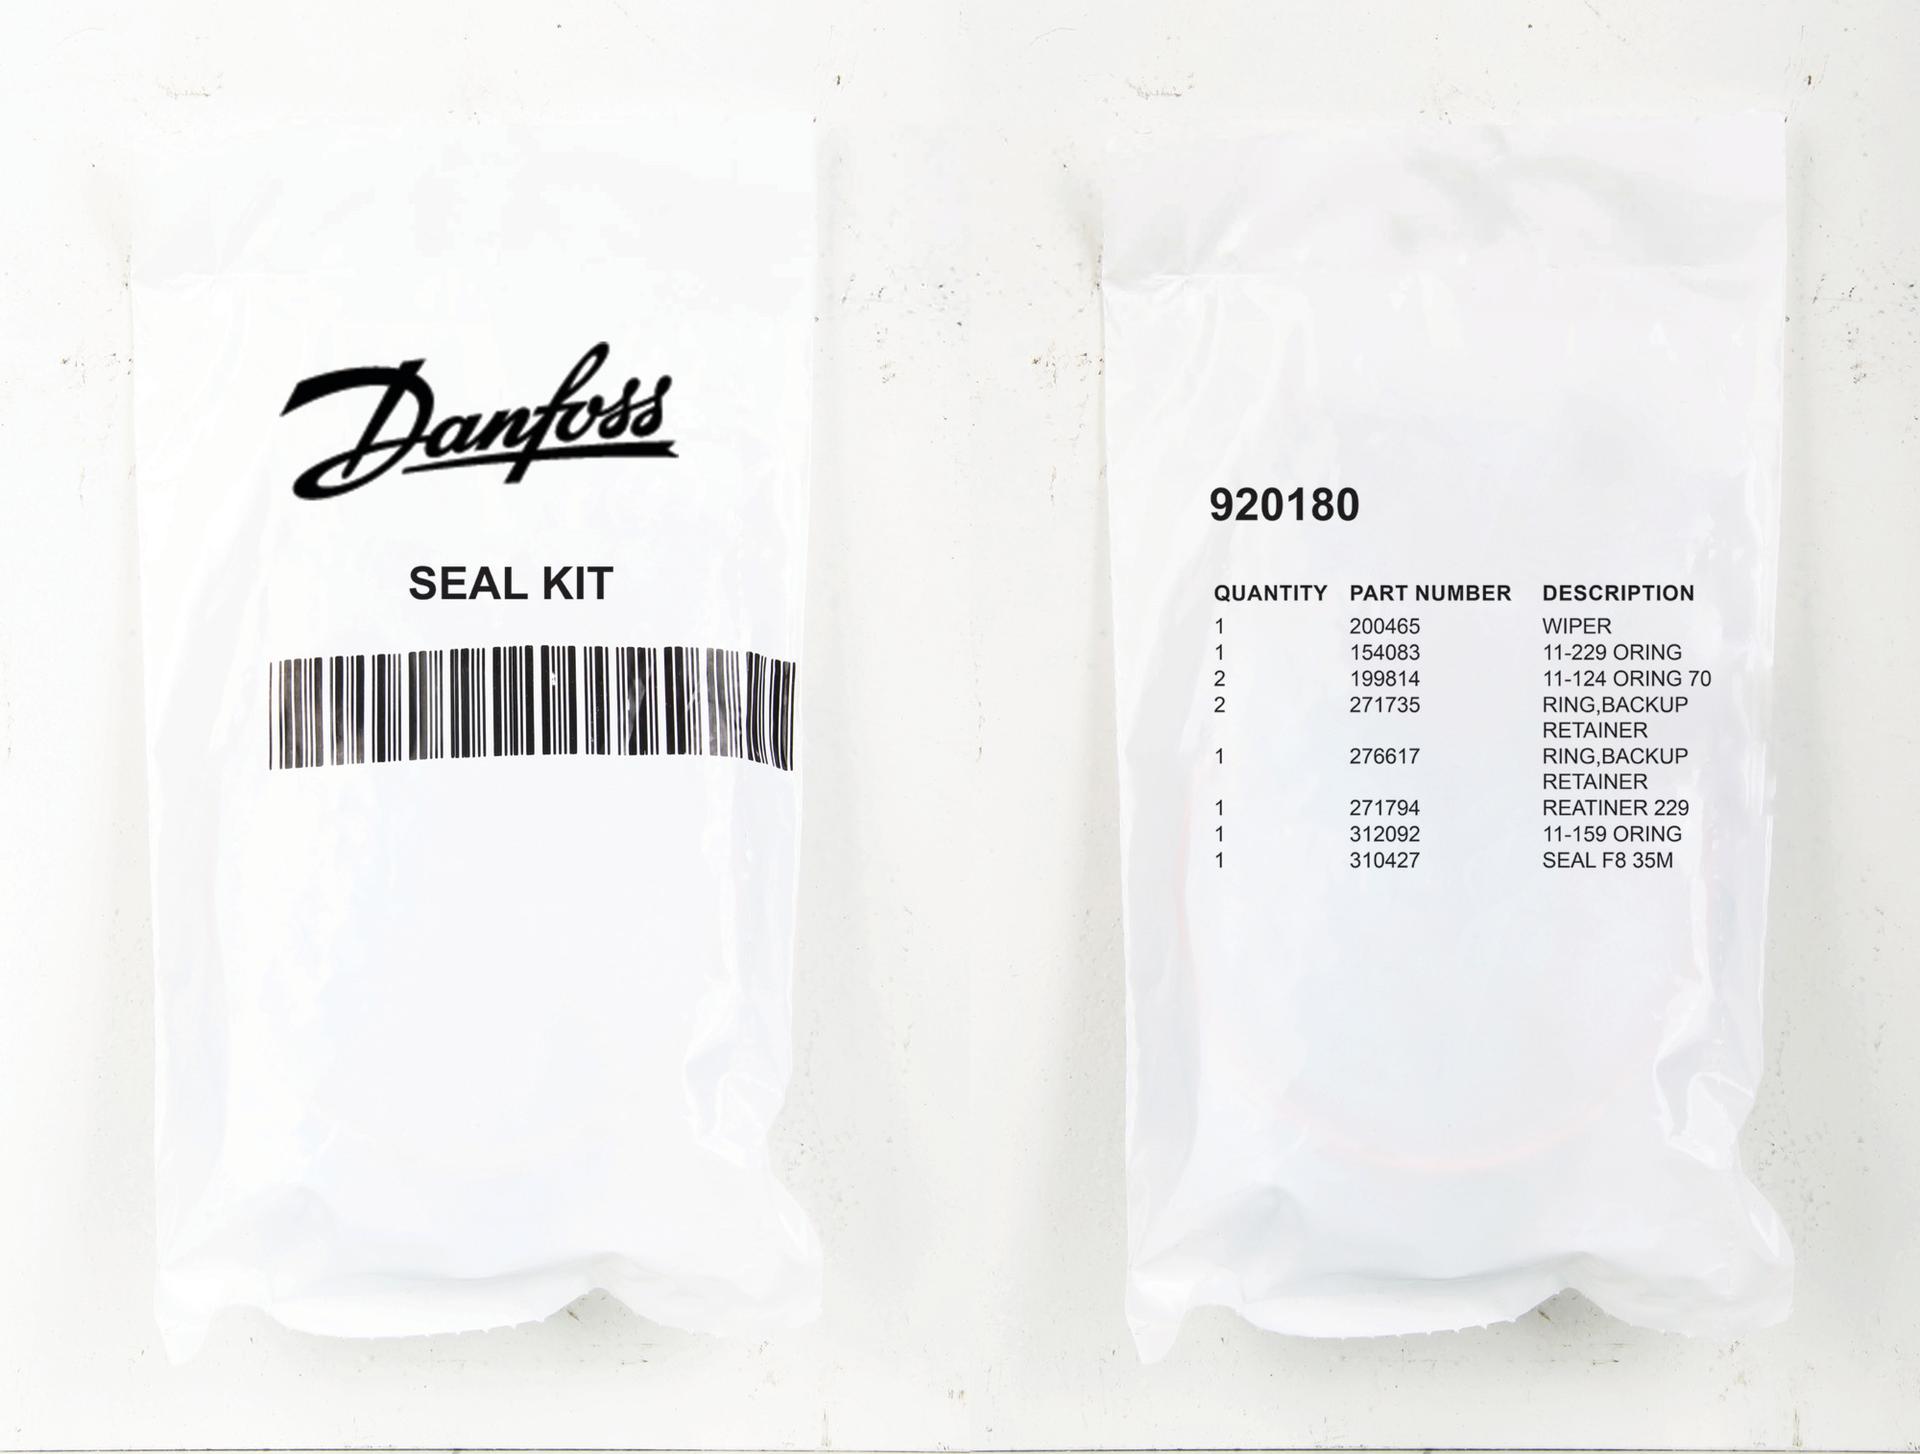 Danfoss
SEAL KIT
920180
QUANTITY PART NUMBER DESCRIPTION
1 200465 WIPER
1 154083 11-229 ORING
2 199814 11-124 ORING 70
2 271735 RING,BACKUP
RETAINER
1 276617 RING,BACKUP
RETAINER
1 271794 REATINER 229
1 312092 11-159 ORING
1 310427 SEAL F8 35M